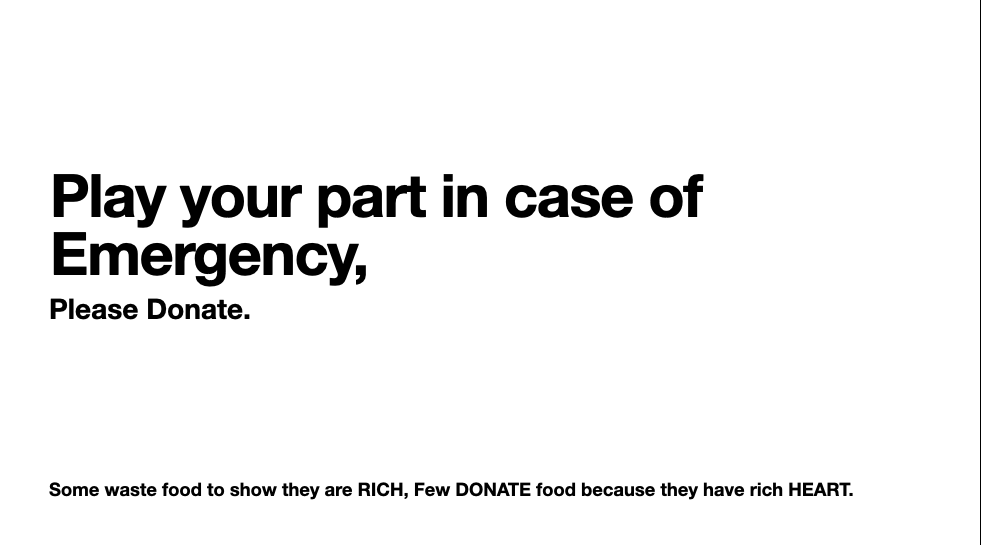 Play your part in case of
Emergency,
Please Donate.
Some waste food to show they are RICH, Few DONATE food because they have rich HEART.